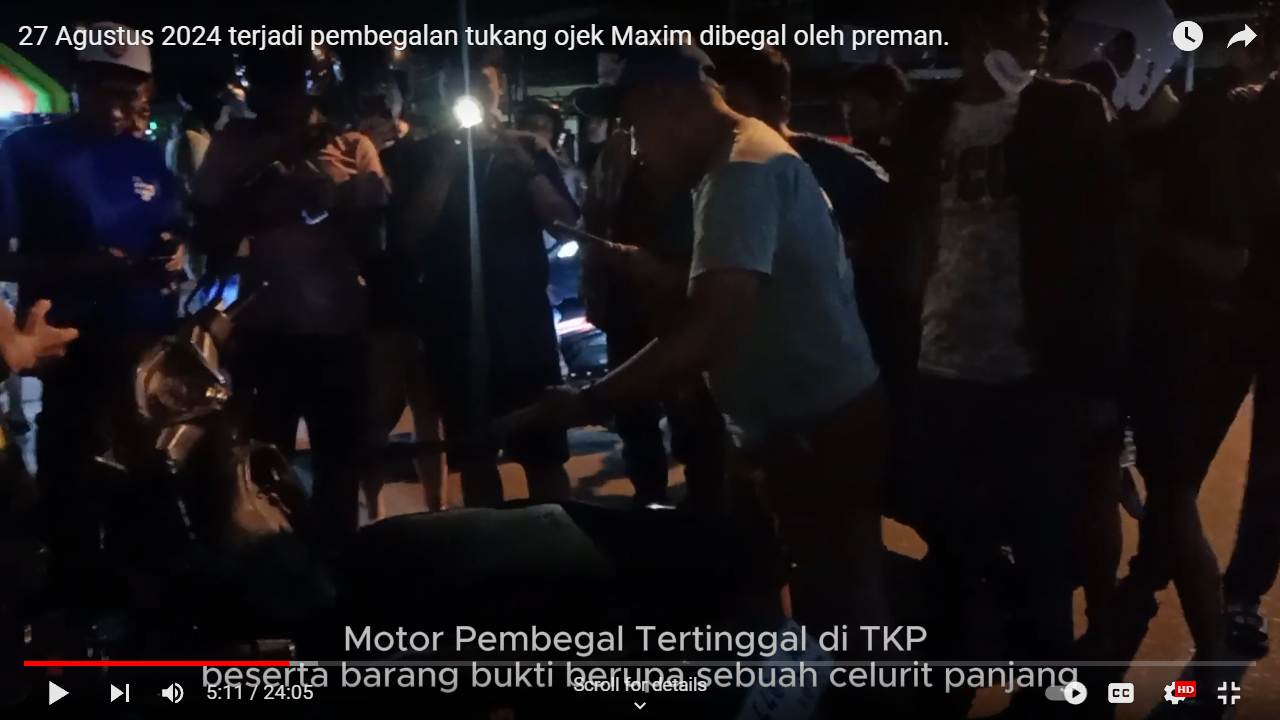 27 Agustus 2024 terjadi pembegalan tukang ojek Maxim dibegal oleh preman.
Motor Pembegal Tertinggal di TKP
beserta barang bukti berupa sebuah celurit panjang
5:11 / 24:05
Scroll for details
CC
HD